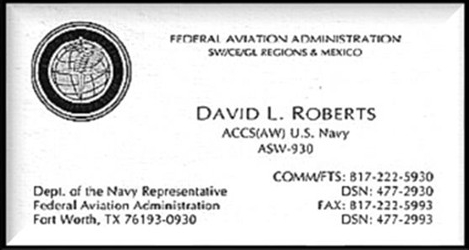 FEDERAL AVIATION ADMINISTRATION
SW/CE/GL REGIONS & MEXICO
DAVID L. ROBERTS
ACCS(AW) U.S. Navy
ASW-930
COMM/FTS: 817-222-5930
DSN: 477-2930
FAX: 817-222-5993
DSN: 477-2993
Dept. of the Navy Representative
Federal Aviation Administration
Fort Worth, TX 76193-0930